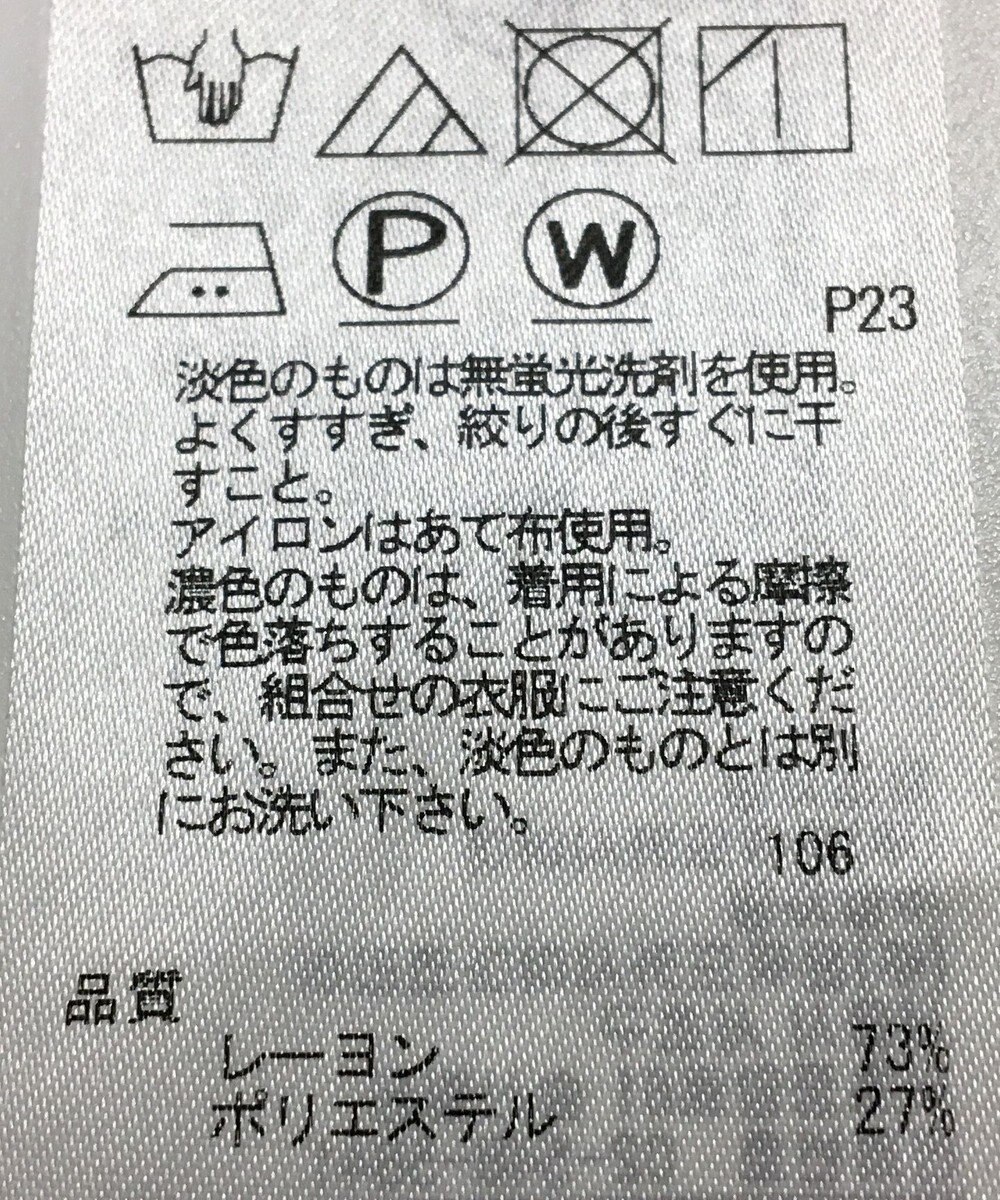 P
W
P23
淡色のものは無蛍光洗剤を使用。
よくすすぎ、絞りの後すぐに干
すこと。
アイロンはあて布使用。
濃色のものは、着用による摩擦
で色落ちすることがありますの
で、組合せの衣服にご注意くだ
さい。また、淡色のものとは別
にお洗い下さい。
106
品質
レーヨン 73%
ポリエステル 27%